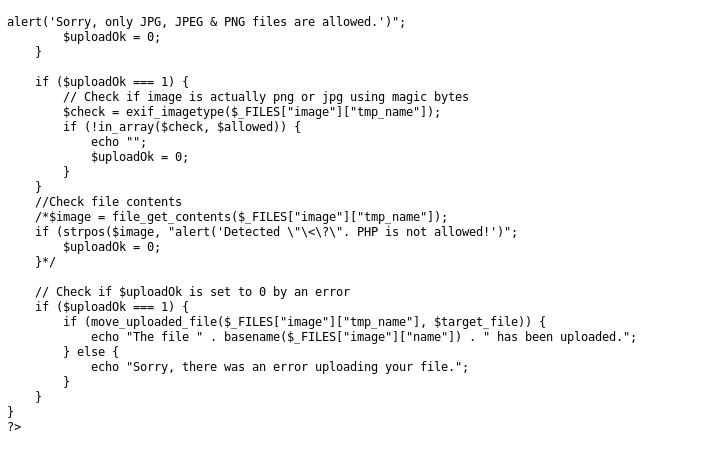 alert('Sorry, only JPG, JPEG & PNG files are allowed.')";
        $uploadOk = 0;
    }

    if ($uploadOk === 1) {
        // Check if image is actually png or jpg using magic bytes
        $check = exif_imagetype($_FILES["image"]["tmp_name"]);
        if (!in_array($check, $allowed)) {
            echo "";
            $uploadOk = 0;
        }
    }
    //Check file contents
    /*$image = file_get_contents($_FILES["image"]["tmp_name"]);
    if (strpos($image, "alert('Detected \"\<\?\". PHP is not allowed!')";
        $uploadOk = 0;
    }*/

    // Check if $uploadOk is set to 0 by an error
    if ($uploadOk === 1) {
        if (move_uploaded_file($_FILES["image"]["tmp_name"], $target_file)) {
            echo "The file " . basename($_FILES["image"]["name"]) . " has been uploaded.";
        } else {
            echo "Sorry, there was an error uploading your file.";
        }
    }
}
?>